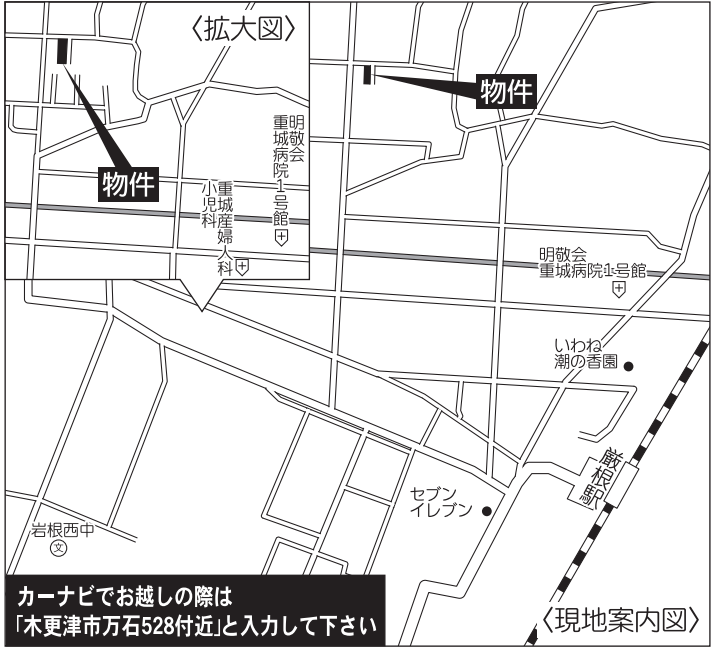 〈拡大図〉
物件
明敬会
重城病院1号館
重城産婦人科
小児科
物件
明敬会
重城病院1号館
いわね
潮の香園
巌根駅
セブン
イレブン
岩根西中
文
カーナビでお越しの際は
「木更津市万石528付近」と入力して下さい
〈現地案内図〉